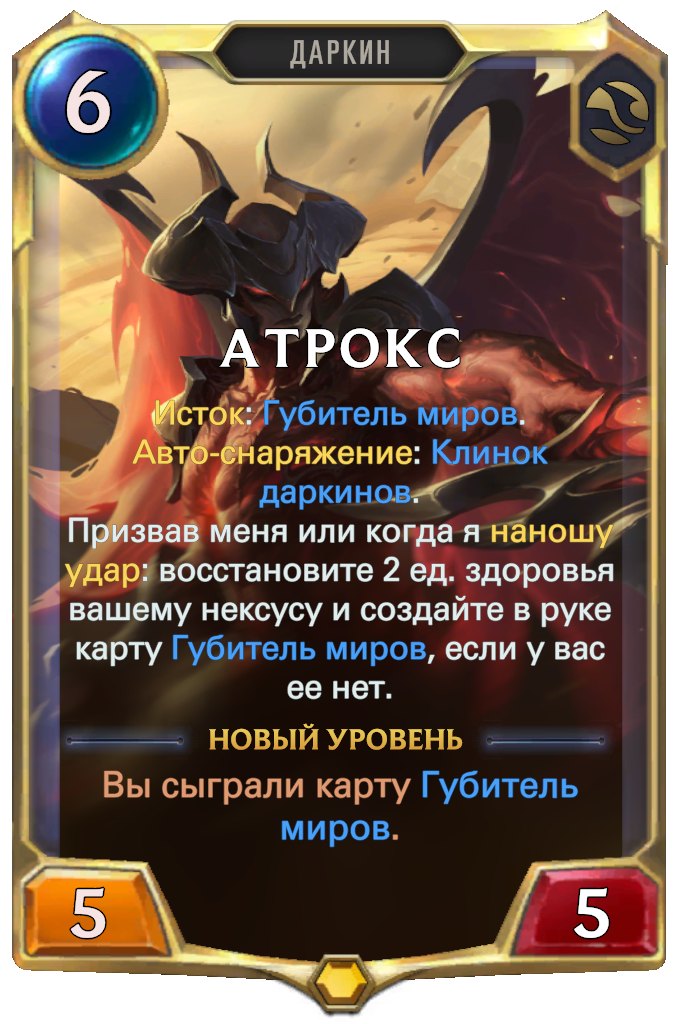 ДАРКИН
6
АТРОКС
Исток: Губитель миров.
Авто-снаряжение: Клинок
даркинов.
Призвав меня или когда я наношу
удар: восстановите 2 ед. здоровья
вашему нексусу и создайте в руке
карту Губитель миров, если у вас
ее нет.
НОВЫЙ УРОВЕНЬ
Вы сыграли карту Губитель
миров.
5
5